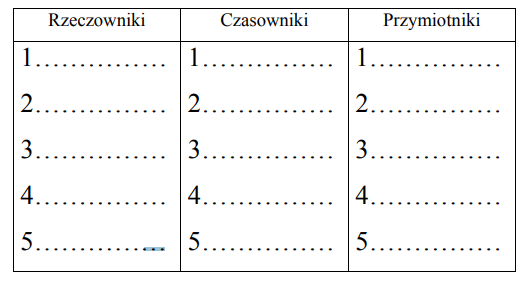 Rzeczowniki Czasowniki Przymiotniki
1…………… 1…………… 1……………
2…………… 2…………… 2……………
3…………… 3…………… 3……………
4…………… 4…………… 4……………
5…………… 5…………… 5……………